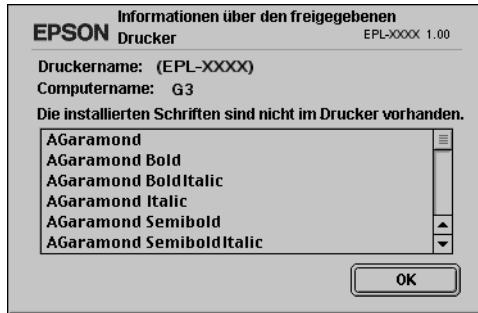 Informationen über den freigegebenen
EPSON Drucker EPL-XXXX 1.00
Druckername: (EPL-XXXX)
Computername: G3
Die installierten Schriften sind nicht im Drucker vorhanden.
AGaramond
AGaramond Bold
AGaramond BoldItalic
AGaramond Italic
AGaramond Semibold
AGaramond SemiboldItalic
OK